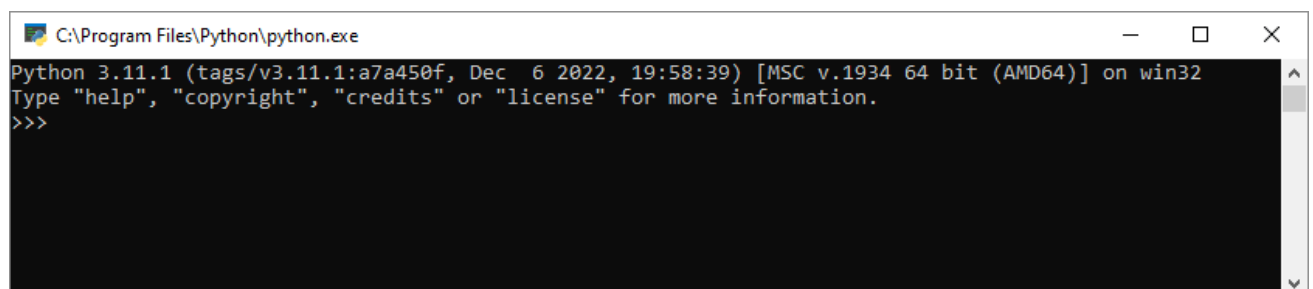 C:\Program Files\Python\python.exe
Python 3.11.1 (tags/v3.11.1:a7a450f, Dec  6 2022, 19:58:39) [MSC v.1934 64 bit (AMD64)] on win32
Type "help", "copyright", "credits" or "license" for more information.
>>>